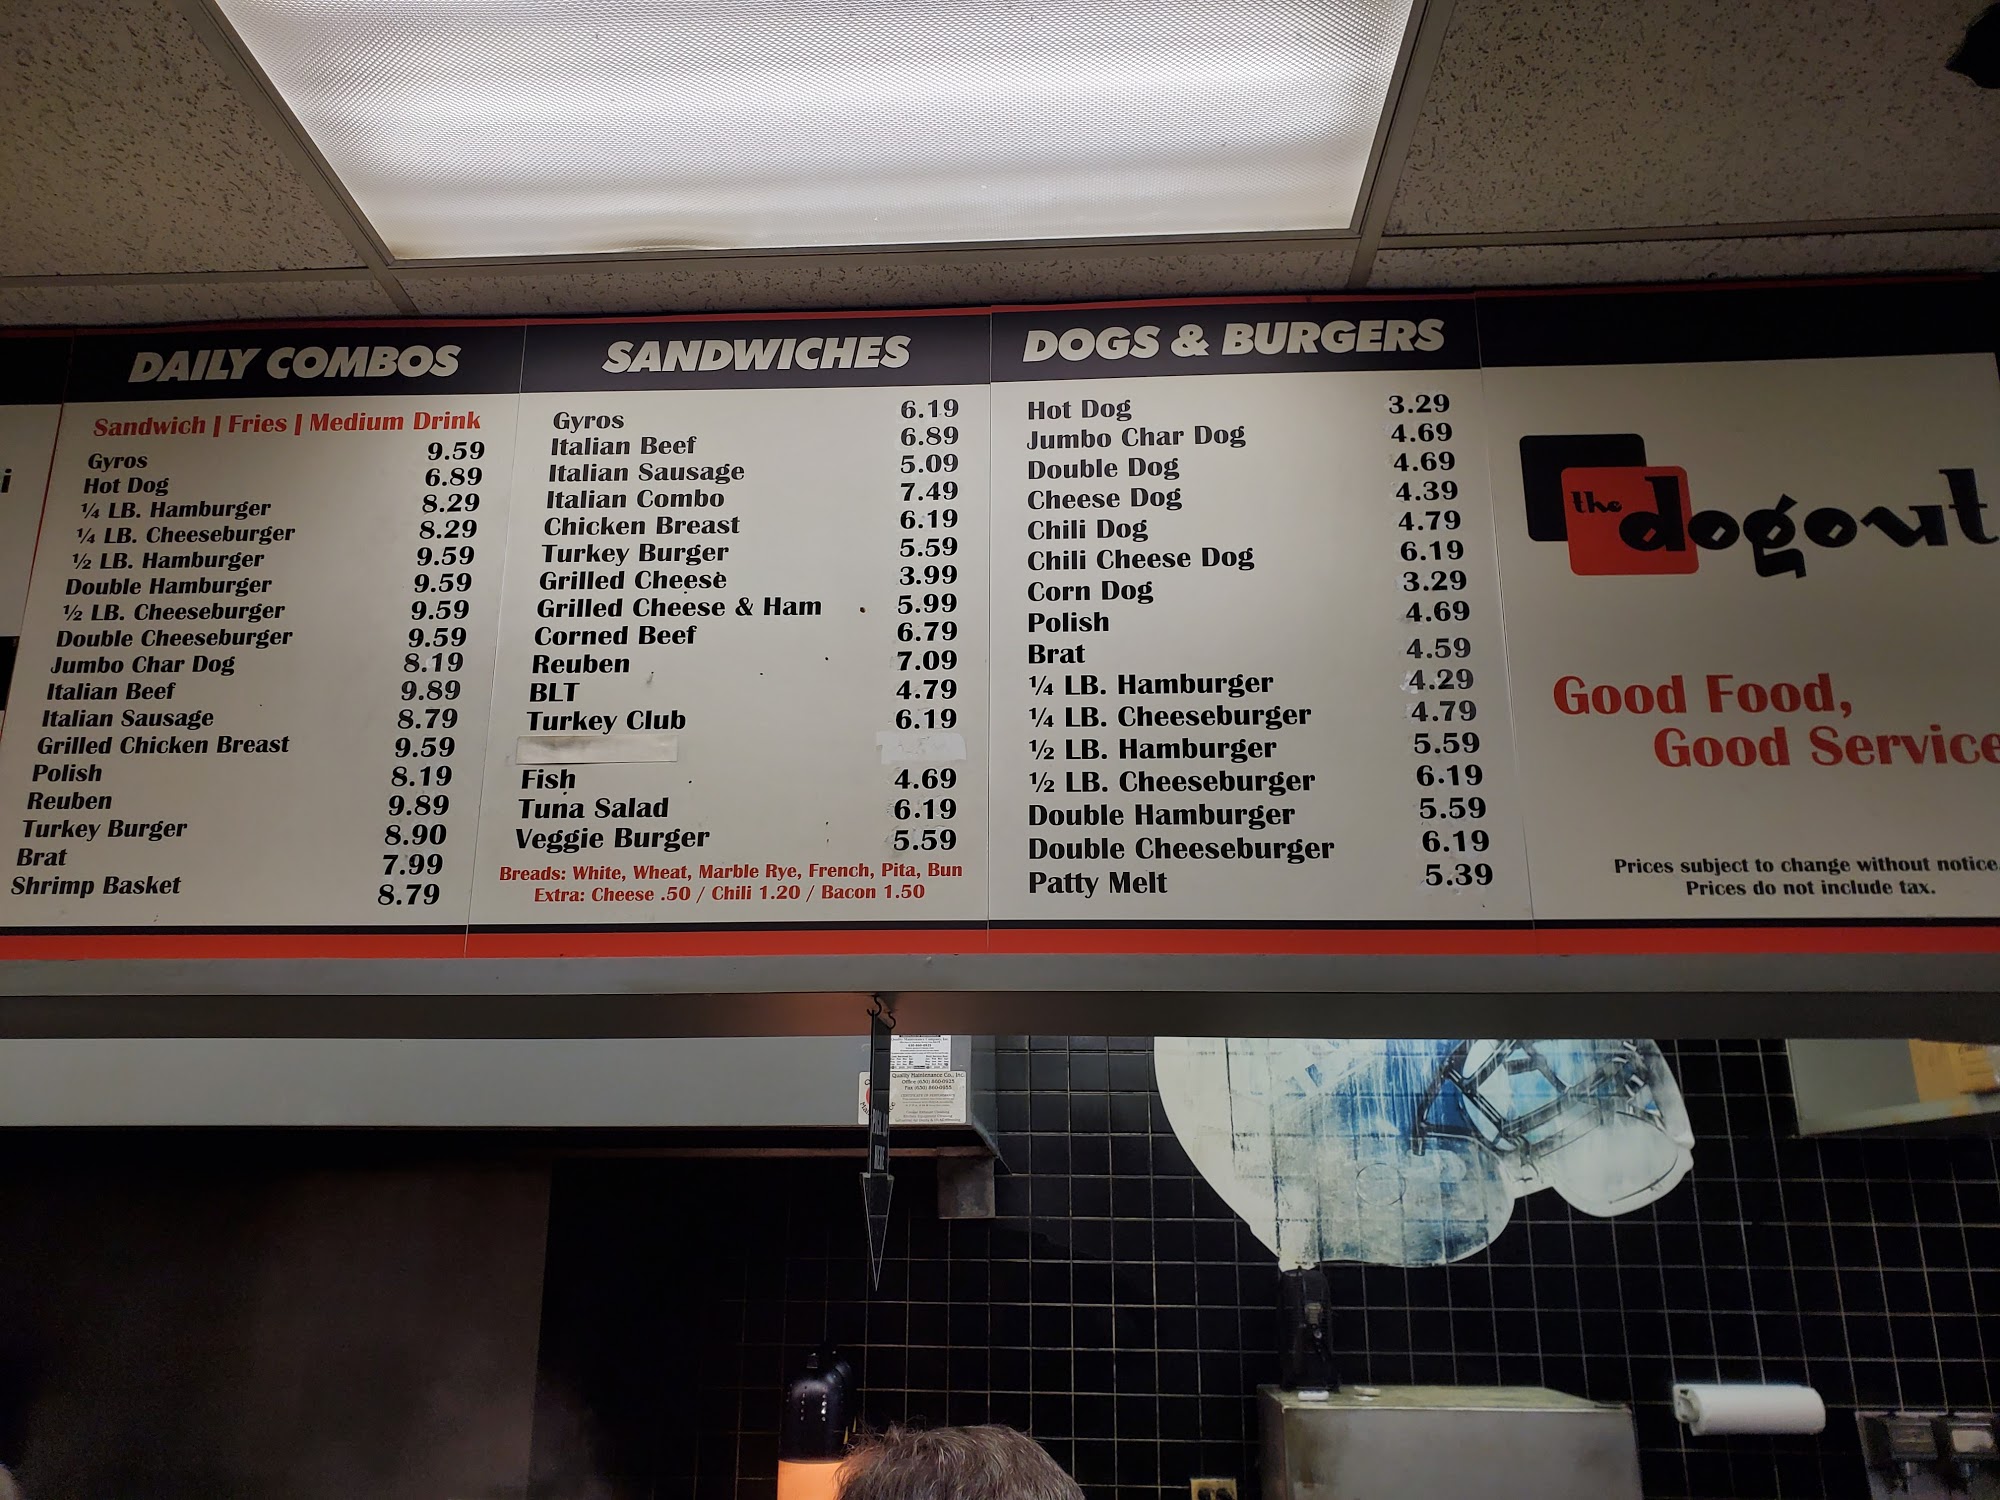 DAILY COMBOS
Sandwich | Fries | Medium Drink
Gyros 9.59
Hot Dog 6.89
¼ LB. Hamburger 8.29
¼ LB. Cheeseburger 8.29
½ LB. Hamburger 9.59
Double Hamburger 9.59
½ LB. Cheeseburger 9.59
Double Cheeseburger 9.59
Jumbo Char Dog 8.19
Italian Beef 9.89
Italian Sausage 8.79
Grilled Chicken Breast 9.59
Polish 8.19
Reuben 9.89
Turkey Burger 8.90
Brat 7.99
Shrimp Basket 8.79
SANDWICHES
Gyros 6.19
Italian Beef 6.89
Italian Sausage 5.09
Italian Combo 7.49
Chicken Breast 6.19
Turkey Burger 5.59
Grilled Cheese 3.99
Grilled Cheese & Ham 5.99
Corned Beef 6.79
Reuben 7.09
BLT 4.79
Turkey Club 6.19
Fish 4.69
Tuna Salad 6.19
Veggie Burger 5.59
Breads: White, Wheat, Marble Rye, French, Pita, Bun
Extra: Cheese .50 / Chili 1.20 / Bacon 1.50
DOGS & BURGERS
Hot Dog 3.29
Jumbo Char Dog 4.69
Double Dog 4.69
Cheese Dog 4.39
Chili Dog 4.79
Chili Cheese Dog 6.19
Corn Dog 3.29
Polish 4.69
Brat 4.59
¼ LB. Hamburger 4.29
¼ LB. Cheeseburger 4.79
½ LB. Hamburger 5.59
½ LB. Cheeseburger 6.19
Double Hamburger 5.59
Double Cheeseburger 6.19
Patty Melt 5.39
the dogout
Good Food,
Good Service
Prices subject to change without notice.
Prices do not include tax.
Quality Maintenance Co., Inc.
Office (630) 860-0925